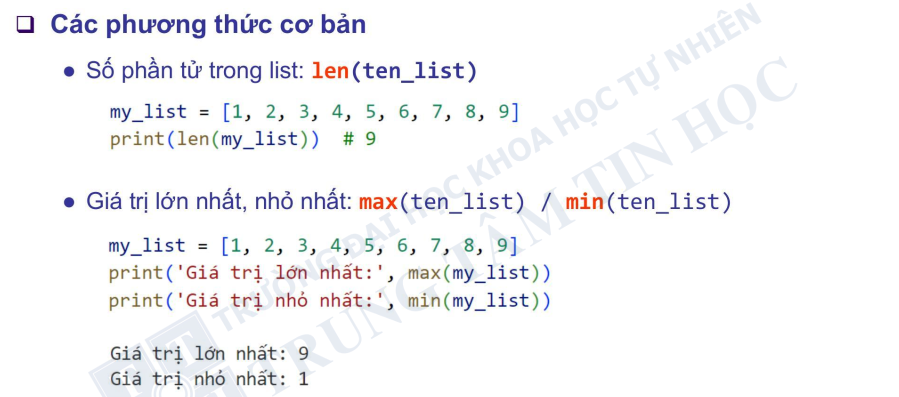 Các phương thức cơ bản
Số phần tử trong list: len(ten_list)
my_list = [1, 2, 3, 4, 5, 6, 7, 8, 9]
print(len(my_list))  # 9
Giá trị lớn nhất, nhỏ nhất: max(ten_list) / min(ten_list)
my_list = [1, 2, 3, 4, 5, 6, 7, 8, 9]
print('Giá trị lớn nhất:', max(my_list))
print('Giá trị nhỏ nhất:', min(my_list))
Giá trị lớn nhất: 9
Giá trị nhỏ nhất: 1
TRƯỜNG ĐẠI HỌC KHOA HỌC TỰ NHIÊN
TRUNG TÂM TIN HỌC